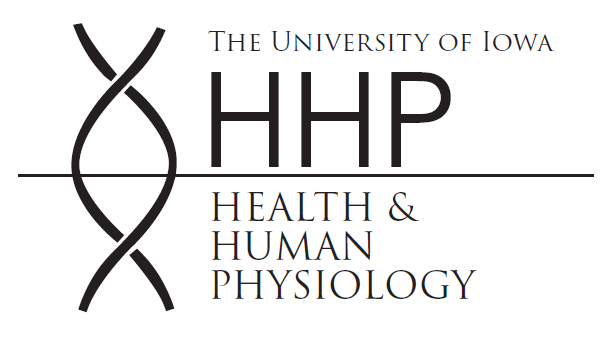 The University of Iowa
HHP
HEALTH &
HUMAN
PHYSIOLOGY